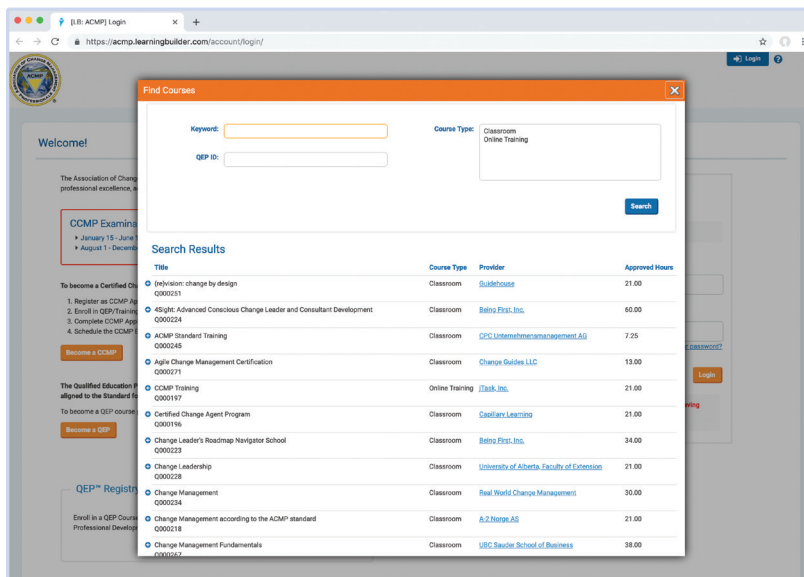 [LB: ACMP] Login
https://acmp.learningbuilder.com/account/login/
Login
ACMP
Find Courses
Welcome!
Keyword:
Course Type:
Classroom
Online Training
QEP ID:
The Association of Chang
professional excellence, a
Search
CCMP Examina
January 15 - June 1
August 1 - Decemb
Search Results
Title Course Type Provider Approved Hours
(re)vision: change by design Classroom Guidehouse 21.00
Q000251
To become a Certified Ch
4Sight: Advanced Conscious Change Leader and Consultant Development Classroom Being First, Inc. 60.00
Q000224
1. Register as CCMP Ap
2. Enroll in QEP/Training
3. Complete CCMP Appl
4. Schedule the CCMP E
ACMP Standard Training Classroom CPC Unternehmensmanagement AG 7.25
Q000245
password?
Become a CCMP
Agile Change Management Certification Classroom Change Guides LLC 13.00
Q000271
Login
CCMP Training Online Training jTask, Inc. 21.00
Q000197
The Qualified Education P
aligned to the Standard fo
Certified Change Agent Program Classroom Capillary Learning 21.00
Q000196
ving
To become a QEP course
Become a QEP
Change Leader's Roadmap Navigator School Classroom Being First, Inc. 34.00
Q000223
Change Leadership Classroom University of Alberta, Faculty of Extension 21.00
Q000228
QEP™ Registry
Change Management Classroom Real World Change Management 30.00
Q000234
Enroll in a QEP Course
Professional Develop
Change Management according to the ACMP standard Classroom A-2 Norge AS 21.00
Q000218
Change Management Fundamentals Classroom UBC Sauder School of Business 38.00
Q000267